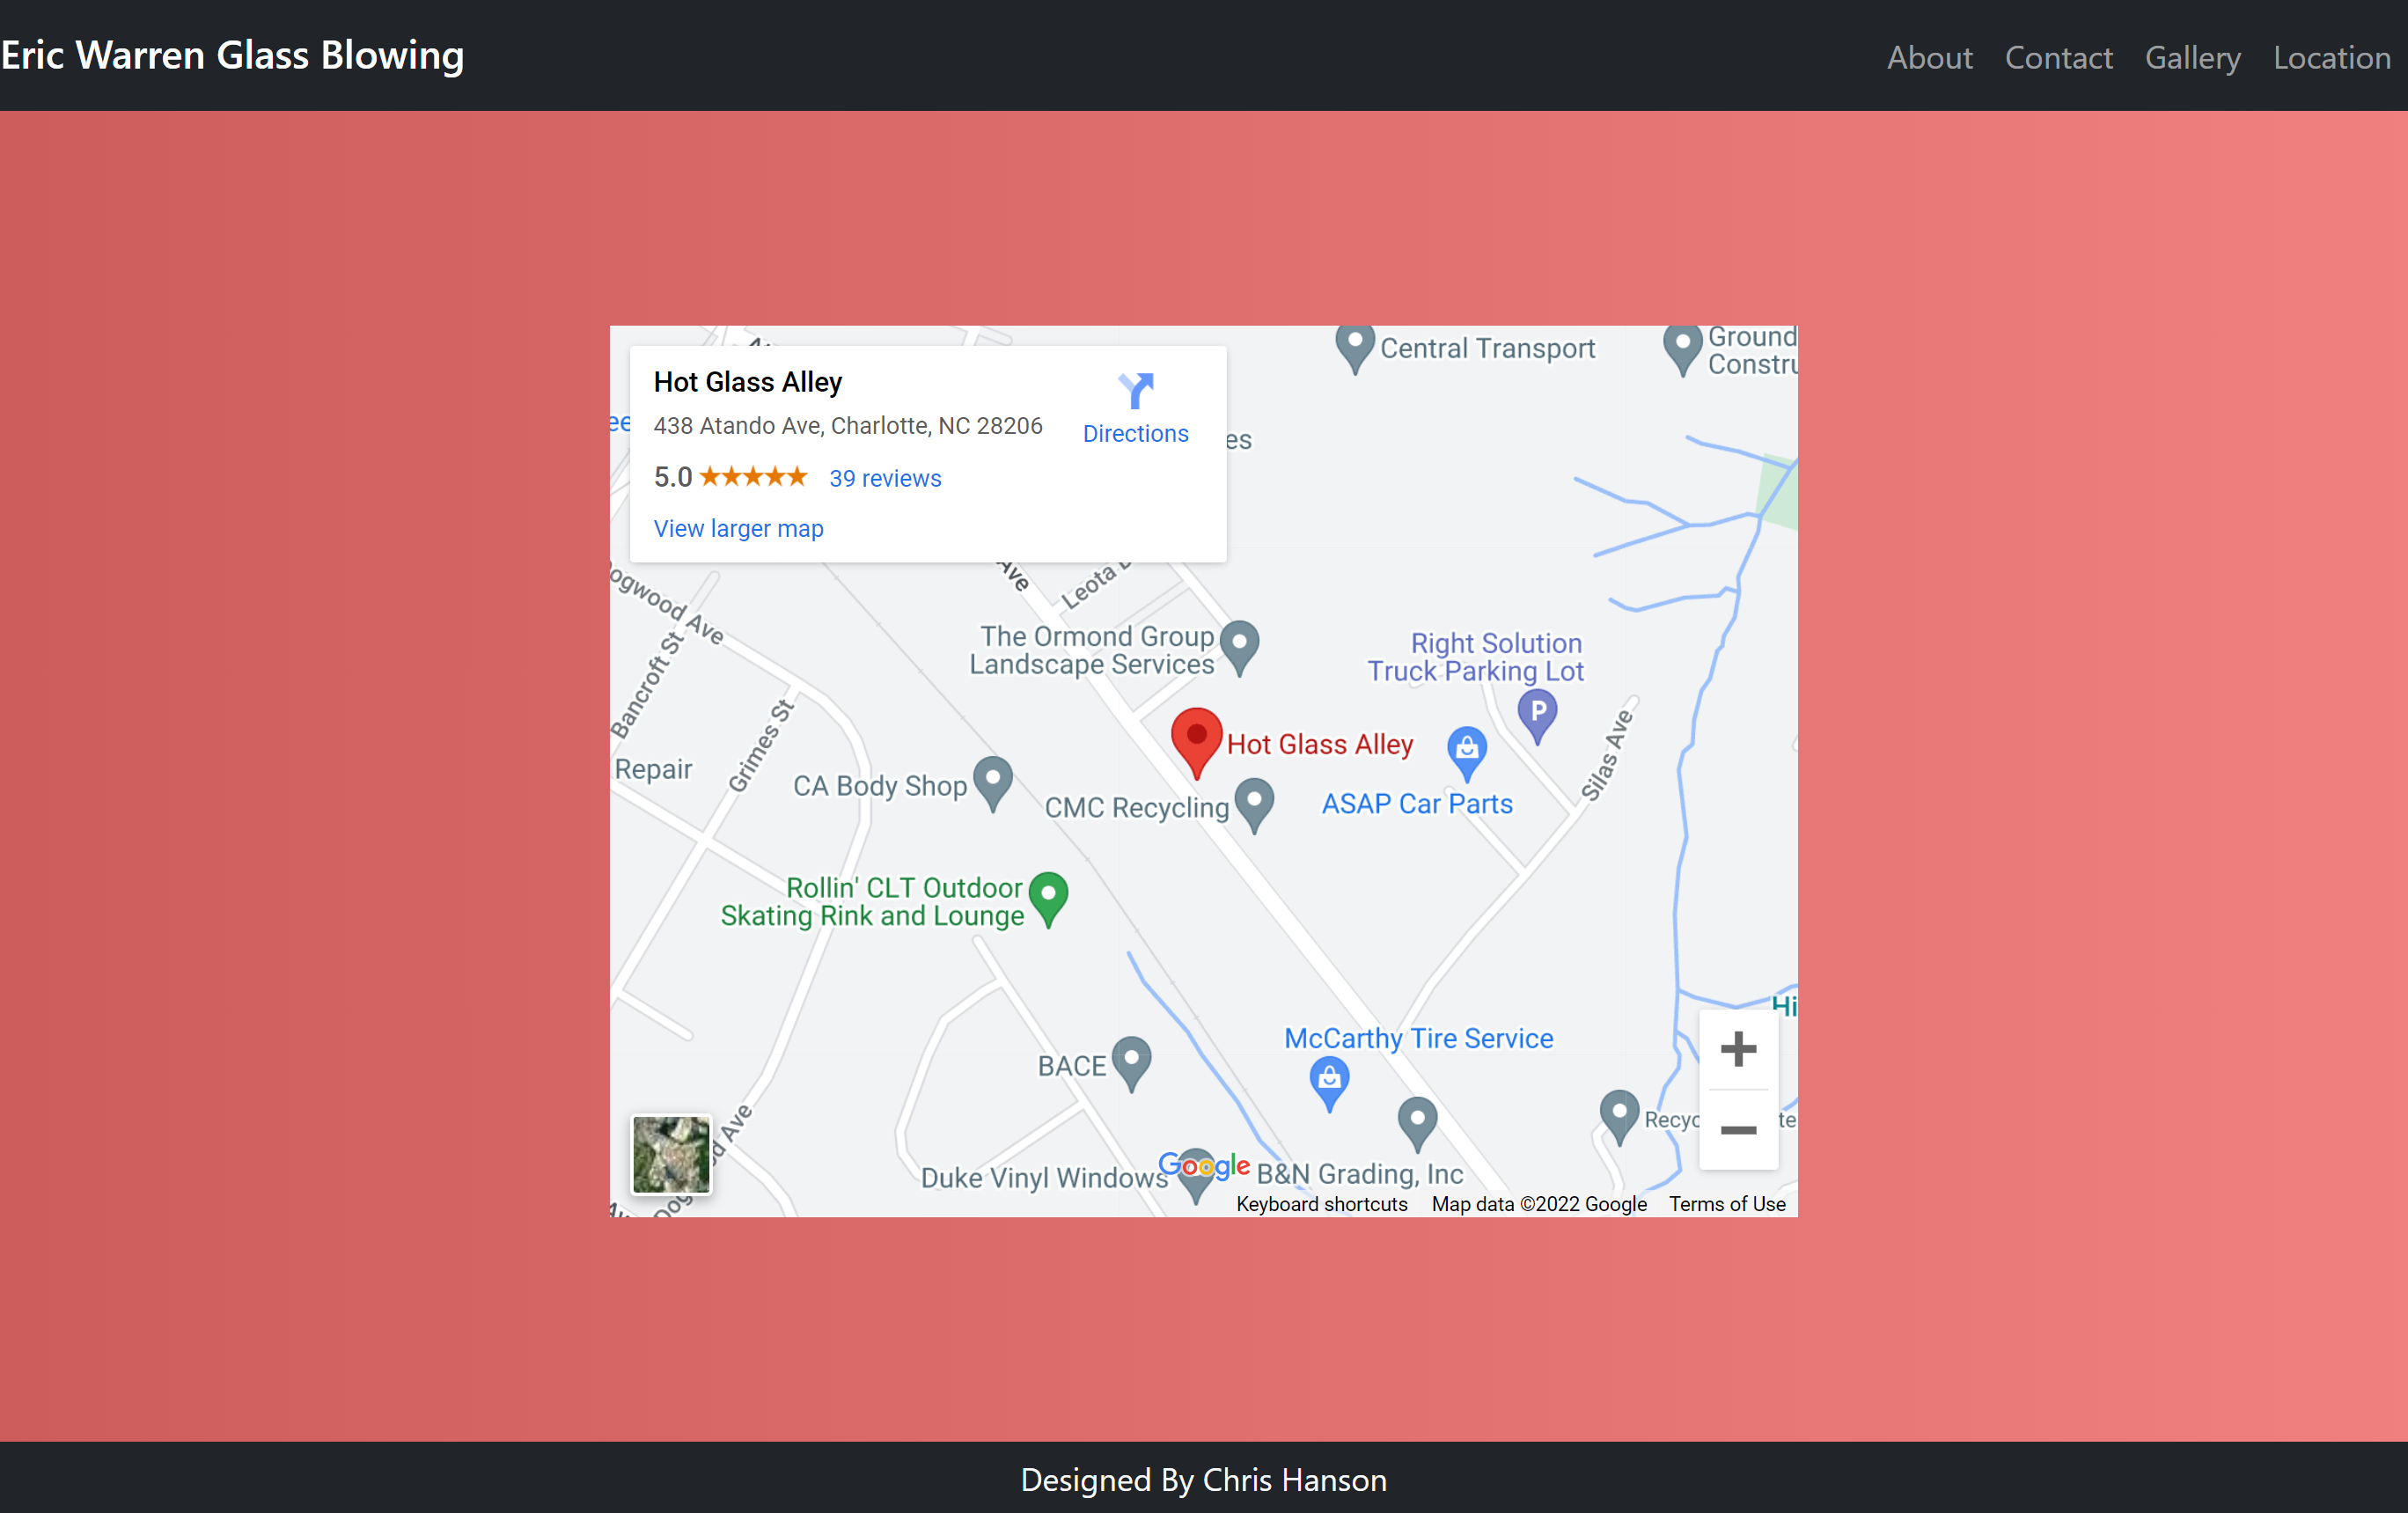 Eric Warren Glass Blowing
About Contact Gallery Location
Central Transport
Ground
Hot Glass Alley
438 Atando Ave, Charlotte, NC 28206
Directions
5.0 ★★★★★ 39 reviews
View larger map
Ave
Leota
Dogwood Ave
Bancroft St
Grimes St
Repair
The Ormond Group
Landscape Services
Right Solution
Truck Parking Lot
P
Hot Glass Alley
Silas Ave
CA Body Shop
CMC Recycling
ASAP Car Parts
Rollin' CLT Outdoor
Skating Rink and Lounge
McCarthy Tire Service
BACE
Ave
Duke Vinyl Windows
Google
B&N Grading, Inc
Keyboard shortcuts Map data ©2022 Google Terms of Use
Designed By Chris Hanson